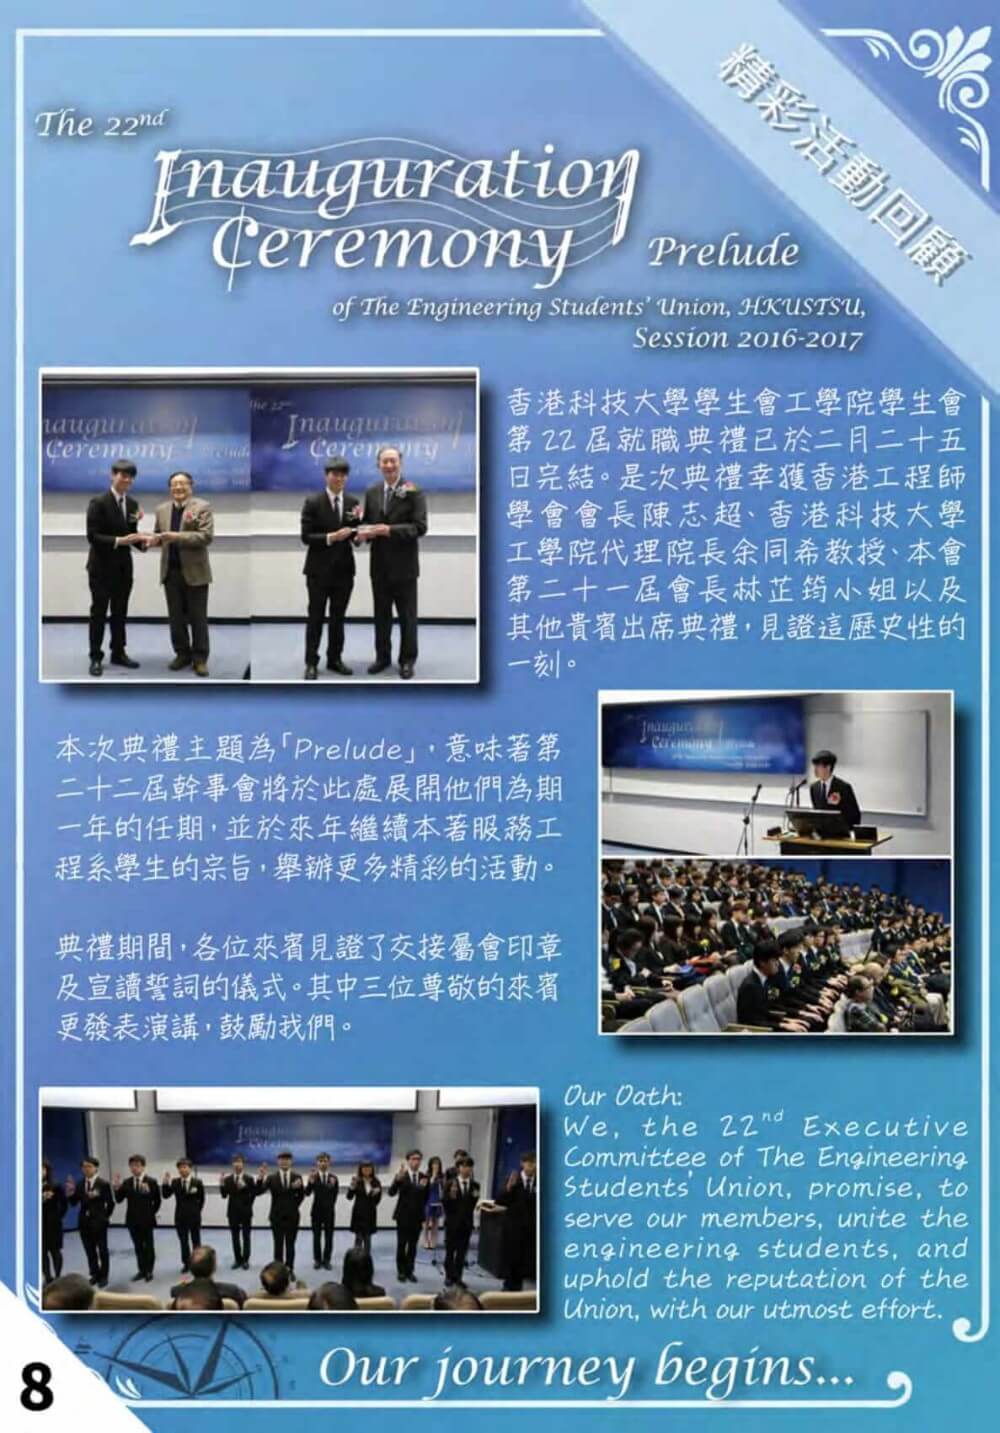 精彩活動回顧
The 22nd
Inauguration
Ceremony Prelude
of The Engineering Students' Union, HKUSTSU,
Session 2016-2017
香港科技大學學生會工學院學生會
第22屆就職典禮已於二月二十五
日完結。是次典禮幸獲香港工程師
學會會長陳志超、香港科技大學
工學院代理院長余同希教授、本會
第二十一屆會長林芷筠小姐以及
其他貴賓出席典禮，見證這歷史性的
一刻。
本次典禮主題為「Prelude」，意味著第
二十二屆幹事會將於此處展開他們為期
一年的任期，並於來年繼續本著服務工
程系學生的宗旨，舉辦更多精彩的活動。
典禮期間，各位來賓見證了交接屬會印章
及宣讀誓詞的儀式。其中三位尊敬的來賓
更發表演講，鼓勵我們。
Our Oath:
We, the 22nd Executive
Committee of The Engineering
Students' Union, promise, to
serve our members, unite the
engineering students, and
uphold the reputation of the
Union, with our utmost effort.
Our journey begins...
8